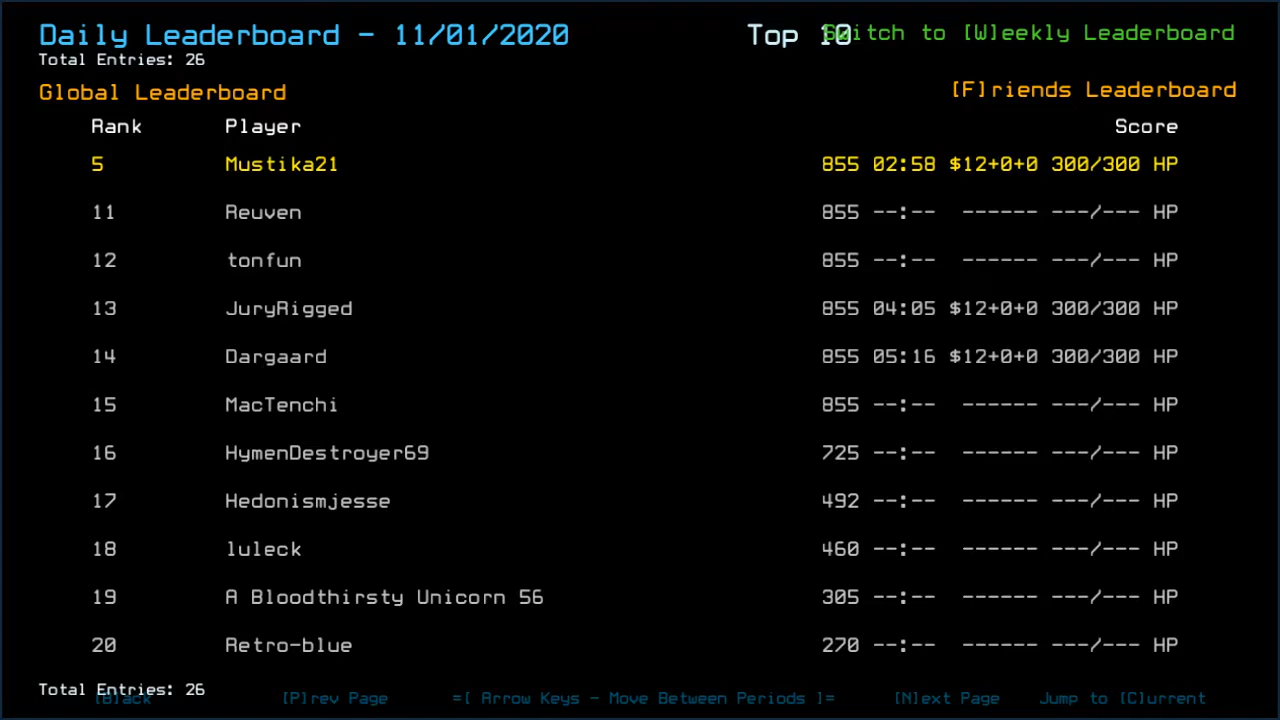 Daily Leaderboard - 11/01/2020 Top 10 Switch to [W]eekly Leaderboard
Total Entries: 26
Global Leaderboard [F]riends Leaderboard
Rank Player Score
5 Mustika21 855 02:58 $12+0+0 300/300 HP
11 Reuven 855 --:-- ------ ---/--- HP
12 tonfun 855 --:-- ------ ---/--- HP
13 JuryRigged 855 04:05 $12+0+0 300/300 HP
14 Dargaard 855 05:16 $12+0+0 300/300 HP
15 MacTenchi 855 --:-- ------ ---/--- HP
16 HymenDestroyer69 725 --:-- ------ ---/--- HP
17 Hedonismjesse 492 --:-- ------ ---/--- HP
18 luleck 460 --:-- ------ ---/--- HP
19 A Bloodthirsty Unicorn 56 305 --:-- ------ ---/--- HP
20 Retro-blue 270 --:-- ------ ---/--- HP
Total Entries: 26
[B]ack [P]rev Page =[ Arrow Keys - Move Between Periods ]= [N]ext Page Jump to [C]urrent